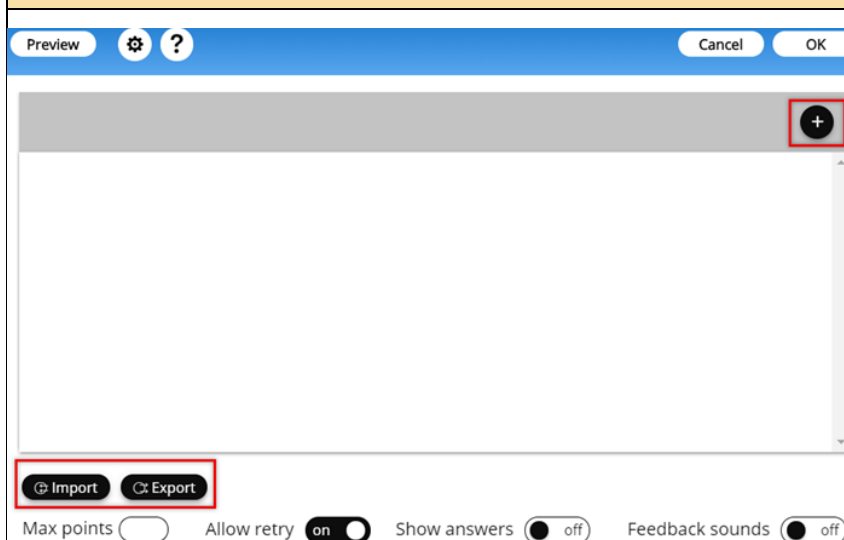 Preview ? Cancel OK
+
Import Export
Max points Allow retry on Show answers off Feedback sounds off